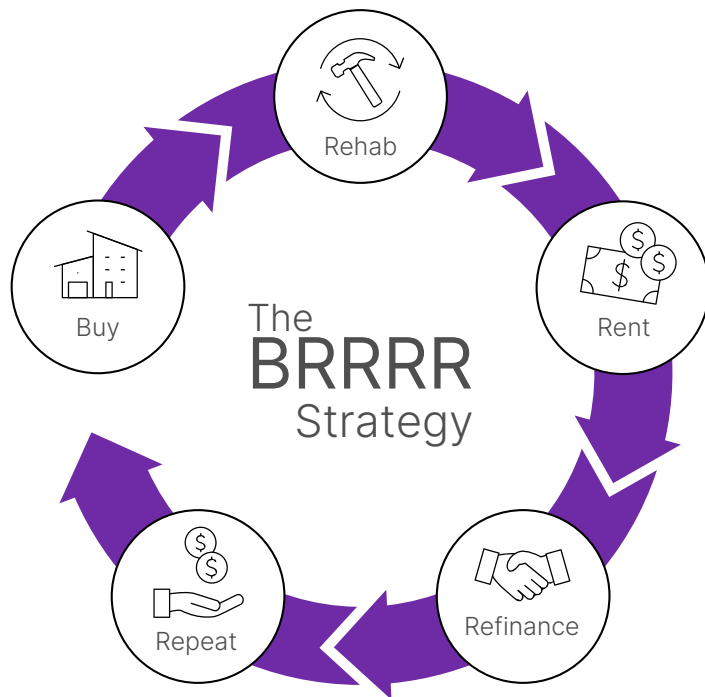 Rehab
Buy
$
$
$
Rent
The
BRRRR
Strategy
$
$
Repeat
Refinance